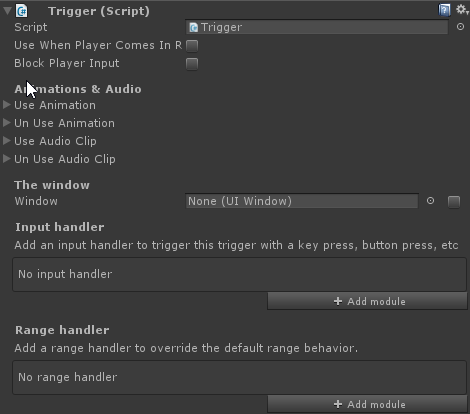 Trigger (Script)
Script Trigger
Use When Player Comes In R
Block Player Input
Animations & Audio
Use Animation
Un Use Animation
Use Audio Clip
Un Use Audio Clip
The window
Window None (UI Window)
Input handler
Add an input handler to trigger this trigger with a key press, button press, etc
No input handler
+ Add module
Range handler
Add a range handler to override the default range behavior.
No range handler
+ Add module